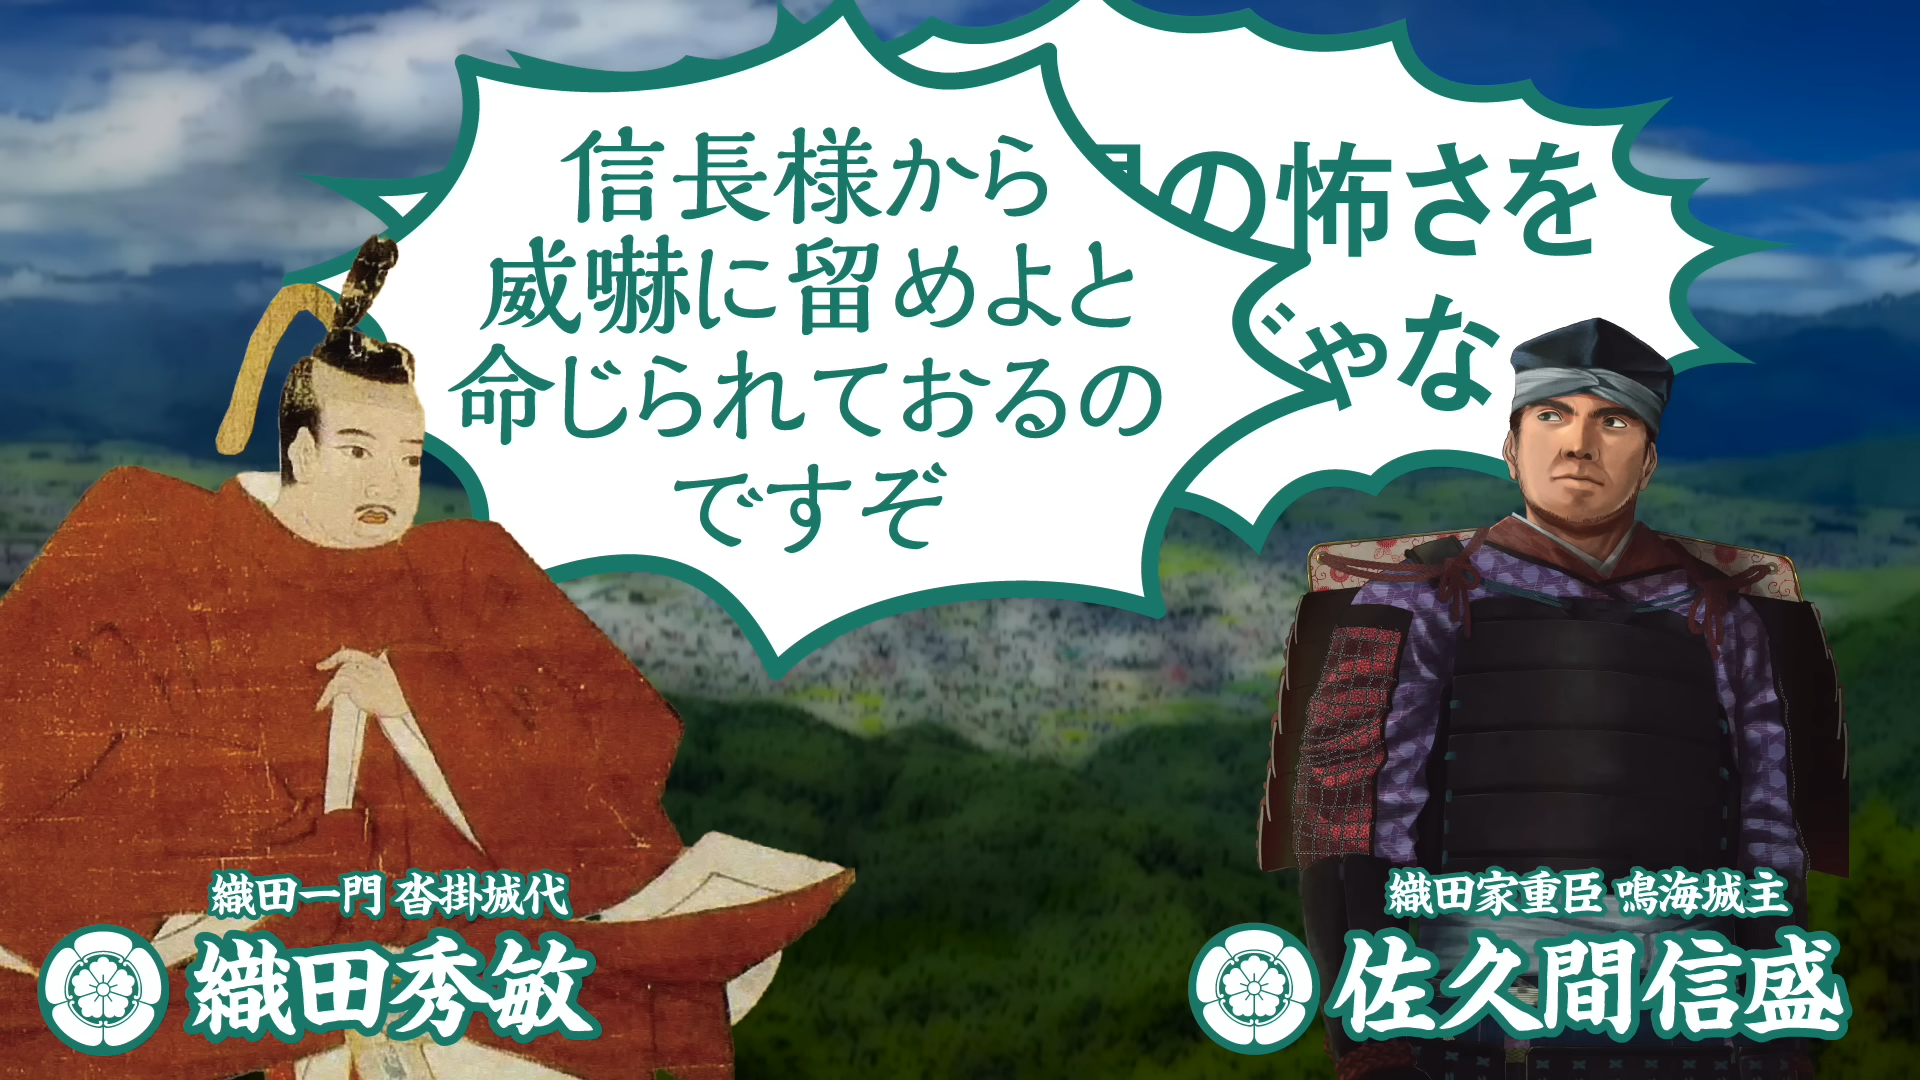 信長様から
威嚇に留めよと
命じられておるの
ですぞ
の怖さを
じゃな
織田一門 沓掛城代
織田秀敏
織田家重臣 鳴海城主
佐久間信盛